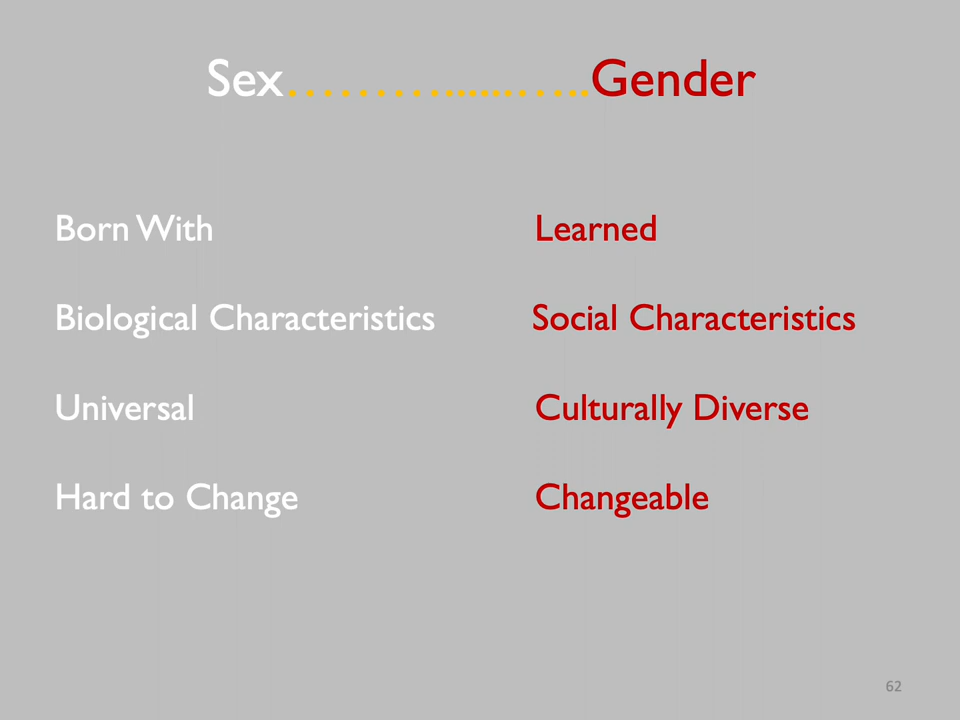 Sex………......…..Gender
Born With Learned
Biological Characteristics Social Characteristics
Universal Culturally Diverse
Hard to Change Changeable
62